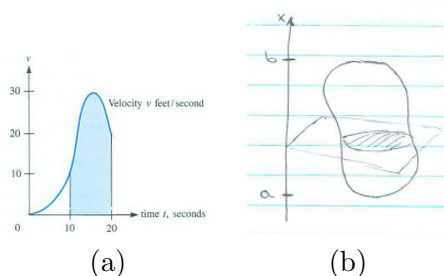 v
30
20
10
0
10
20
Velocity v feet/second
time t, seconds
(a)
x
b
a
(b)